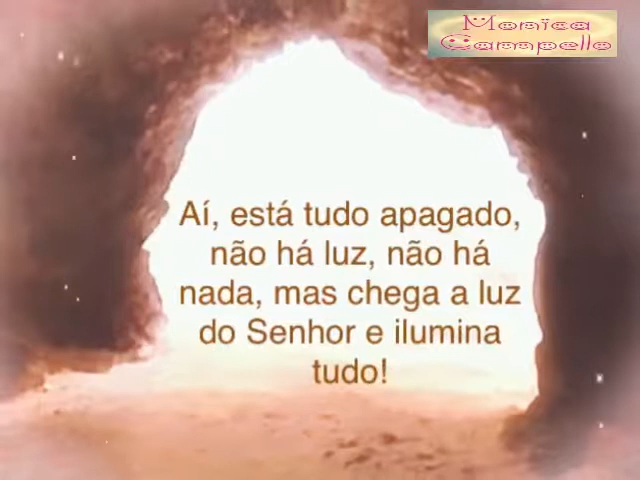 Monica
Campello
Aí, está tudo apagado,
não há luz, não há
nada, mas chega a luz
do Senhor e ilumina
tudo!